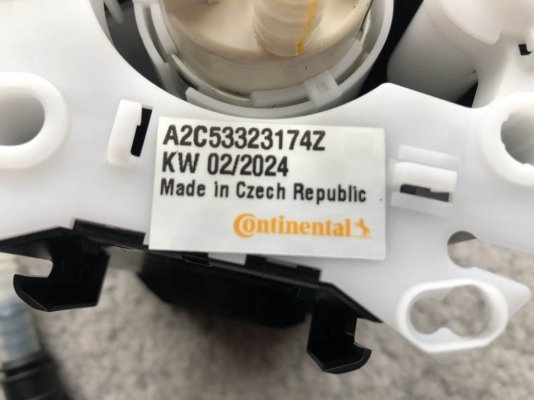 A2C53323174Z
KW 02/2024
Made in Czech Republic
Continental